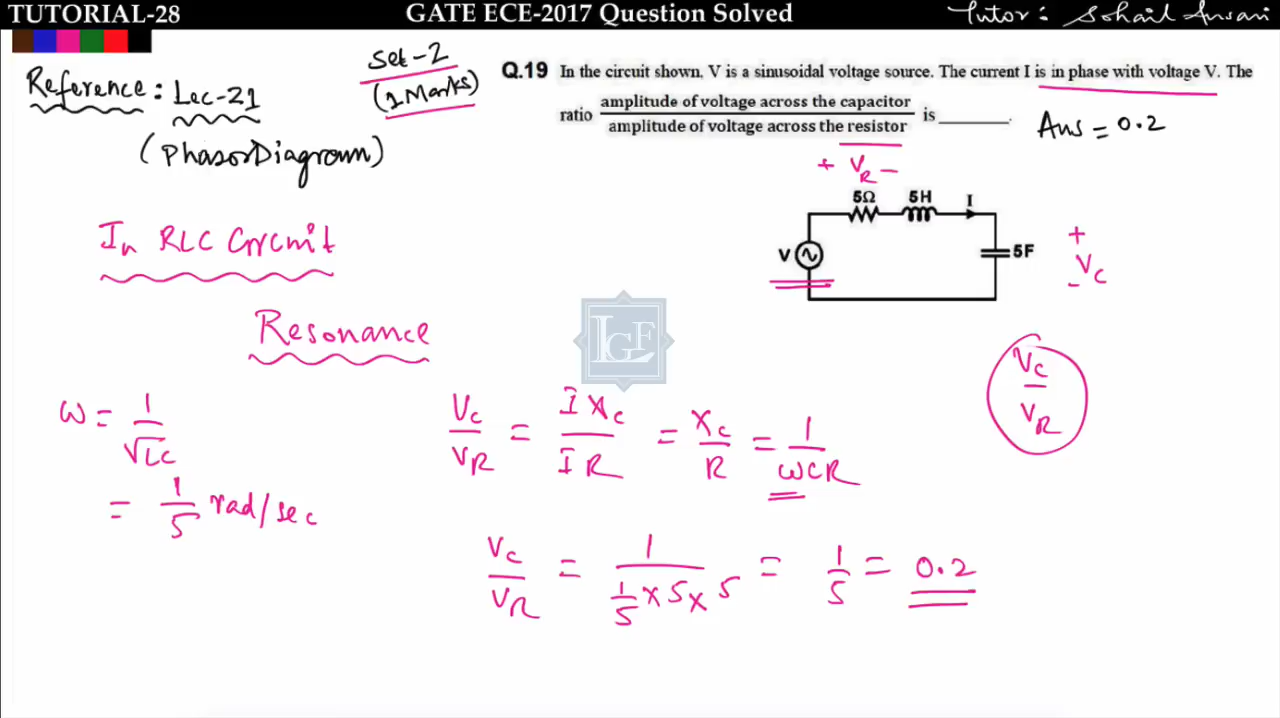 TUTORIAL-28
GATE ECE-2017 Question Solved
Tutor: Sohail Ansari
Reference: Lec-21
(Phasor Diagram)
Set-2
(1 Marks)
Q.19 In the circuit shown, V is a sinusoidal voltage source. The current I is in phase with voltage V. The
ratio amplitude of voltage across the capacitor / amplitude of voltage across the resistor is ________.
Ans = 0.2
+ VR -
5Ω 5H I
V
5F
+
Vc
-
In RLC Circuit
Resonance
LGF
Vc/VR
ω = 1/√LC
= 1/5 rad/sec
Vc/VR = I Xc/I R = Xc/R = 1/ωCR
Vc/VR = 1/(1/5 × 5 × 5) = 1/5 = 0.2